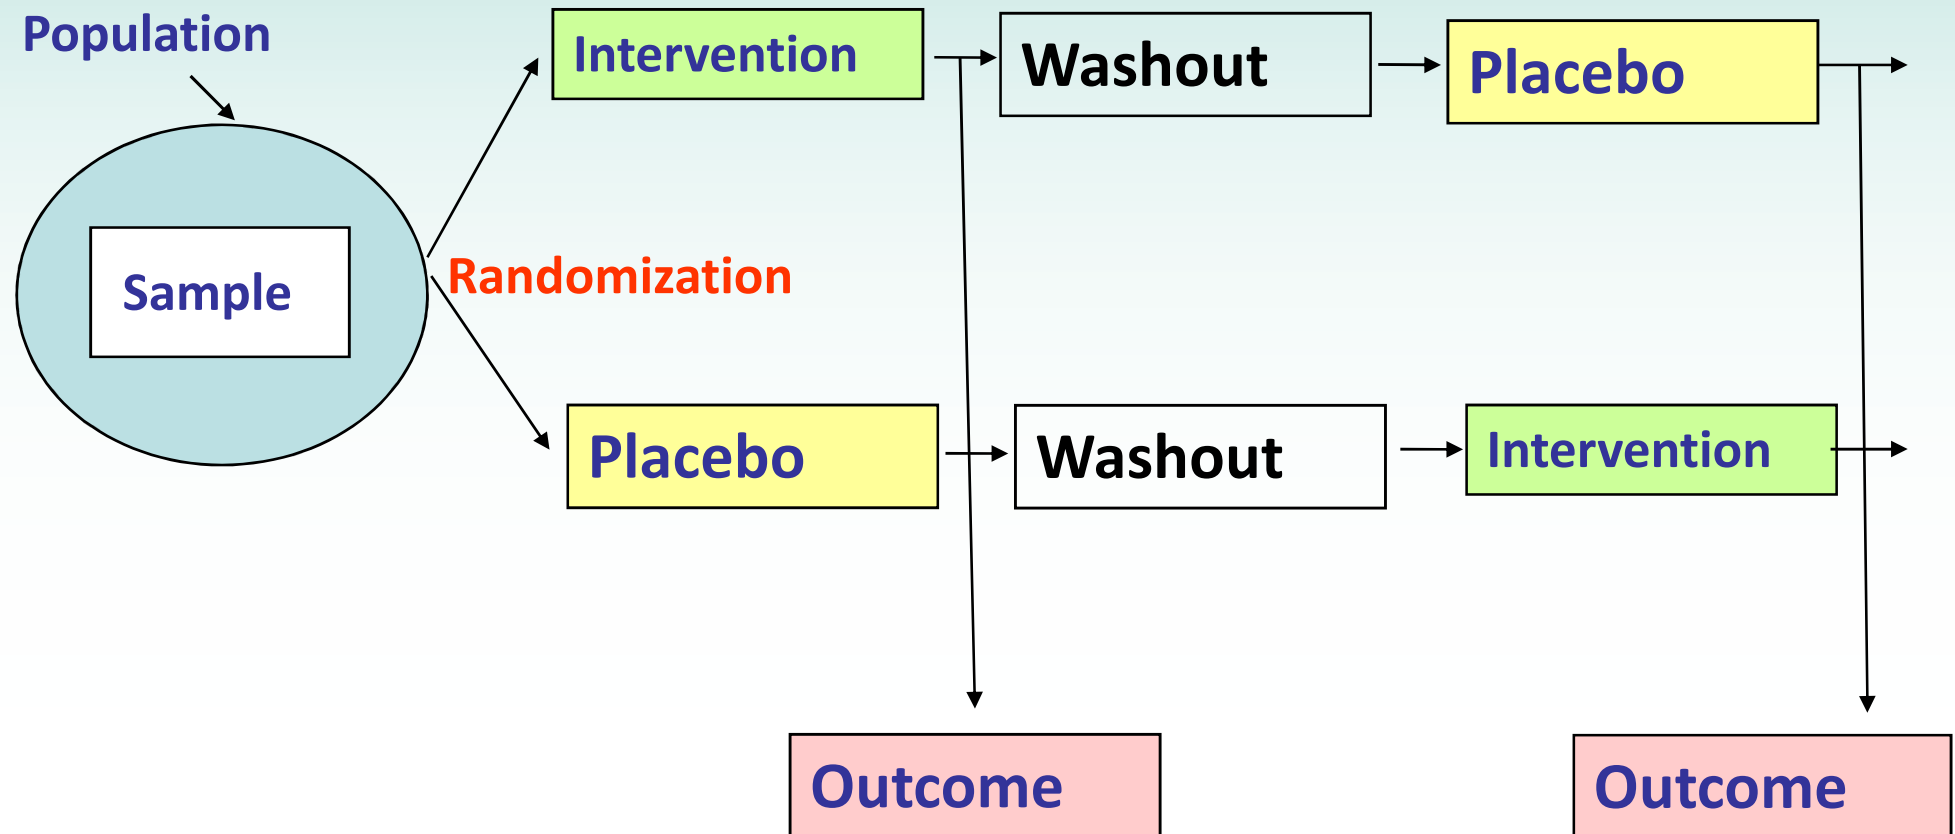 Population
Intervention
Washout
Placebo
Sample
Randomization
Placebo
Washout
Intervention
Outcome
Outcome